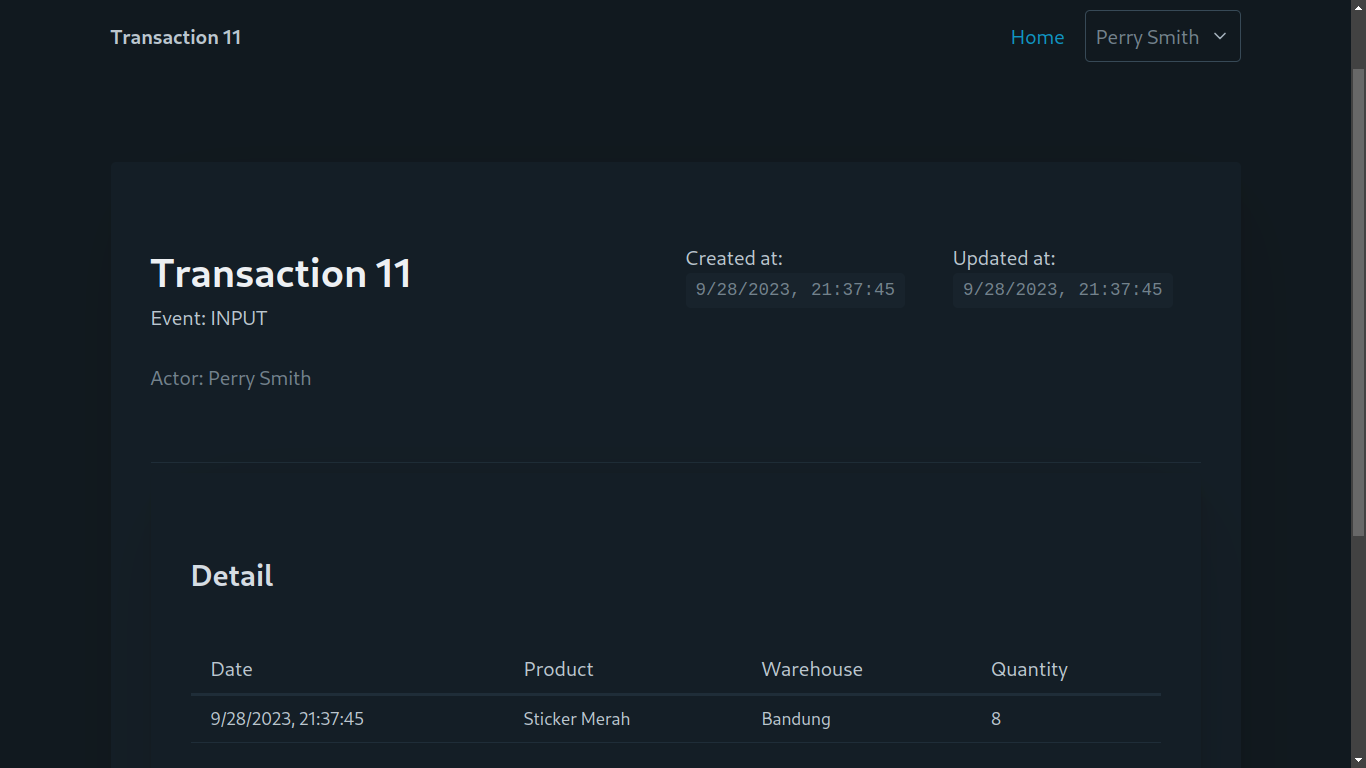 Transaction 11
Home
Perry Smith
Transaction 11
Event: INPUT
Actor: Perry Smith
Created at:
9/28/2023, 21:37:45
Updated at:
9/28/2023, 21:37:45
Detail
Date Product Warehouse Quantity
9/28/2023, 21:37:45 Sticker Merah Bandung 8